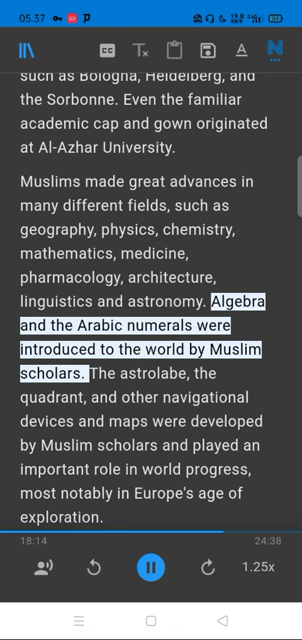 05.37
19.0
such as Bologna, Heidelberg, and
the Sorbonne. Even the familiar
academic cap and gown originated
at Al-Azhar University.
Muslims made great advances in
many different fields, such as
geography, physics, chemistry,
mathematics, medicine,
pharmacology, architecture,
linguistics and astronomy. Algebra
and the Arabic numerals were
introduced to the world by Muslim
scholars. The astrolabe, the
quadrant, and other navigational
devices and maps were developed
by Muslim scholars and played an
important role in world progress,
most notably in Europe's age of
exploration.
18:14 24:38
1.25x